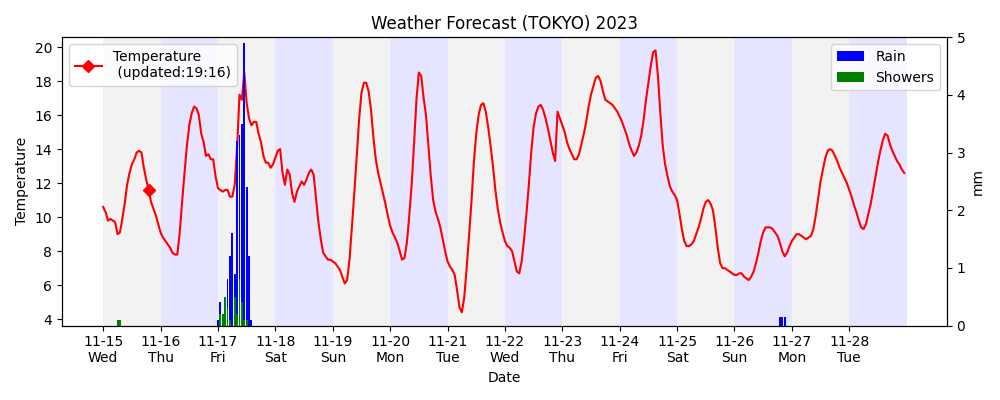 Weather Forecast (TOKYO) 2023
Temperature
(updated:19:16)
Rain
Showers
20
18
16
14
12
10
8
6
4
Temperature
5
4
3
2
1
0
mm
11-15 11-16 11-17 11-18 11-19 11-20 11-21 11-22 11-23 11-24 11-25 11-26 11-27 11-28
Wed Thu Fri Sat Sun Mon Tue Wed Thu Fri Sat Sun Mon Tue
Date